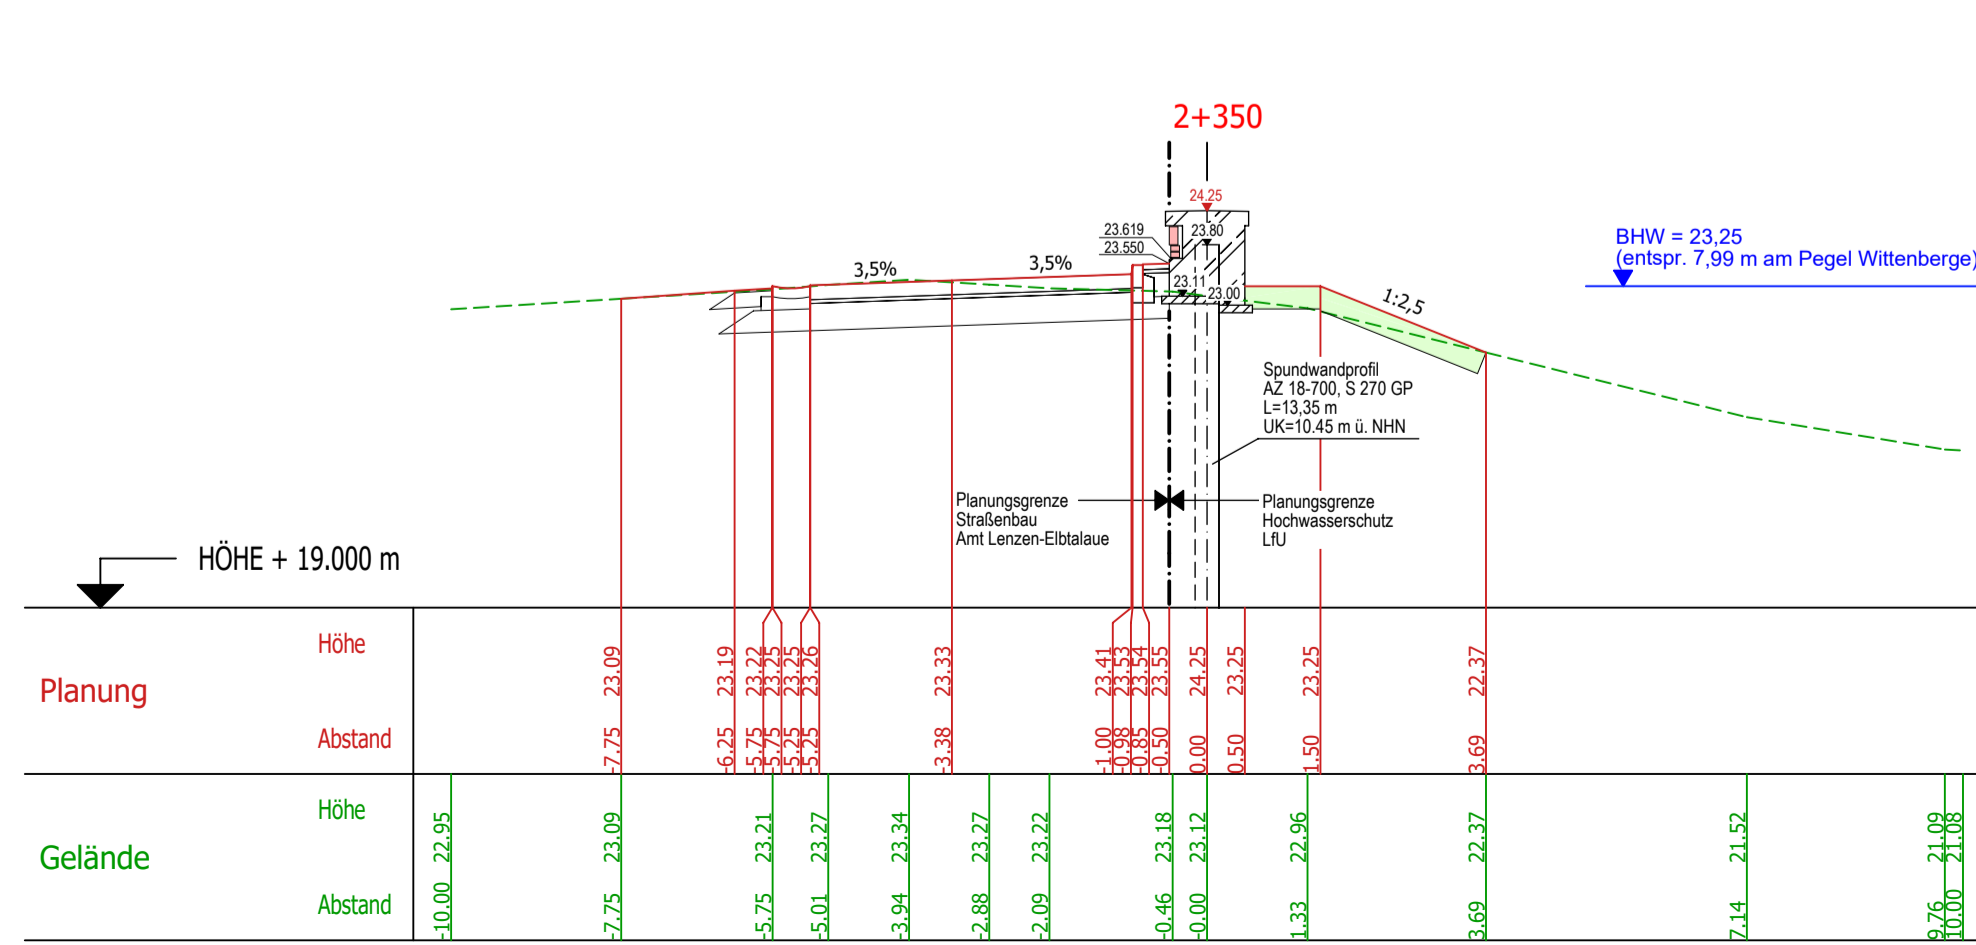 2+350
24.25
23.619
23.80
23.550
BHW = 23,25
(entspr. 7,99 m am Pegel Wittenberge)
3,5%
3,5%
23.11
23.00
1:2,5
Spundwandprofil
AZ 18-700, S 270 GP
L=13,35 m
UK=10.45 m ü. NHN
Planungsgrenze
Straßenbau
Amt Lenzen-Elbtalaue
Planungsgrenze
Hochwasserschutz
LfU
HÖHE + 19.000 m
Planung
Höhe
23.09 23.19 23.22 23.25 23.25 23.26 23.33 23.41 23.53 23.54 23.55 24.25 23.25 23.25 22.37
Abstand
-7.75 -6.25 -5.75 -5.75 -5.25 -5.25 -3.38 -1.00 -0.98 -0.85 -0.50 0.00 0.50 1.50 3.69
Gelände
Höhe
22.95 23.09 23.21 23.27 23.34 23.27 23.22 23.18 23.12 22.96 22.37 21.52 21.09 21.08
Abstand
-10.00 -7.75 -5.75 -5.01 -3.94 -2.88 -2.09 -0.46 -0.00 1.33 3.69 7.14 9.76 10.00